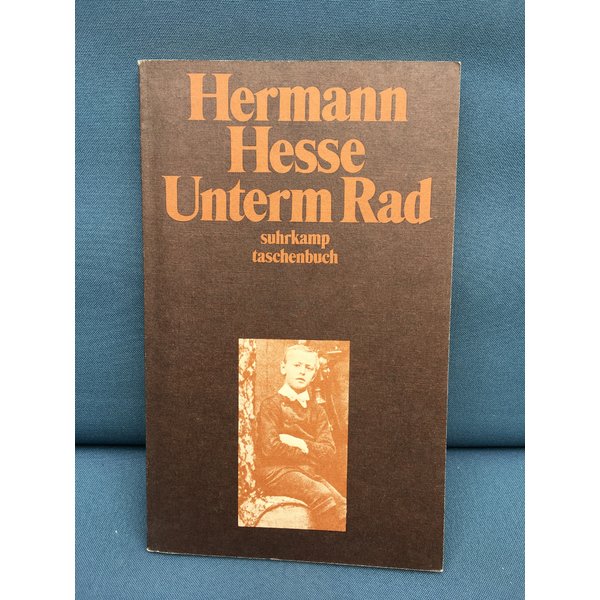 Hermann
Hesse
Unterm Rad
suhrkamp
taschenbuch